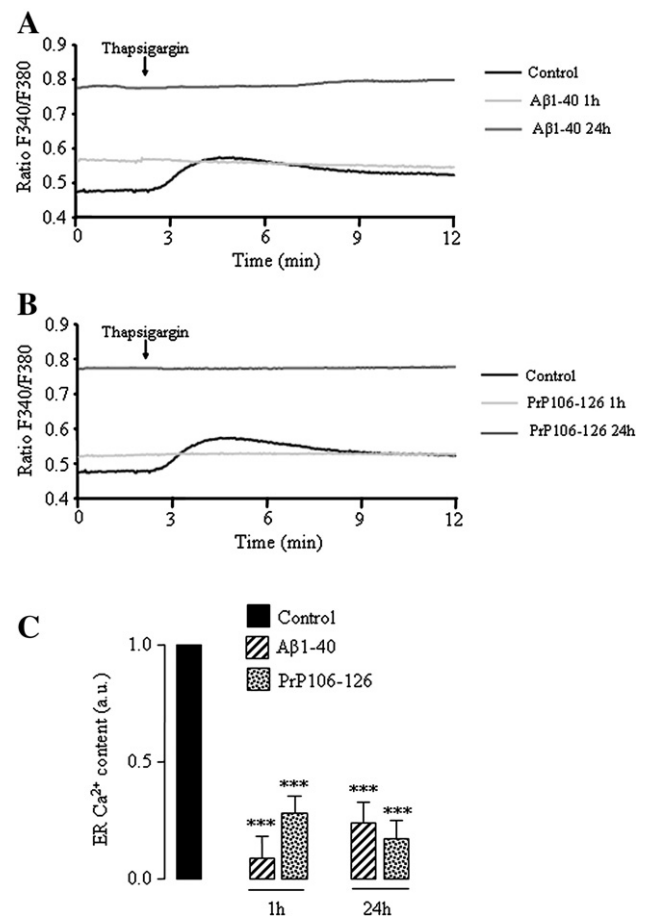 A
Ratio F340/F380
0.9
0.8
0.7
0.6
0.5
0.4
Thapsigargin
0
3
6
9
12
Time (min)
Control
Aβ1-40 1h
Aβ1-40 24h
B
Ratio F340/F380
0.9
0.8
0.7
0.6
0.5
0.4
Thapsigargin
0
3
6
9
12
Time (min)
Control
PrP106-126 1h
PrP106-126 24h
C
Control
Aβ1-40
PrP106-126
ER Ca²⁺ content (a.u.)
1.0
0.5
0.0
***
***
***
***
1h
24h